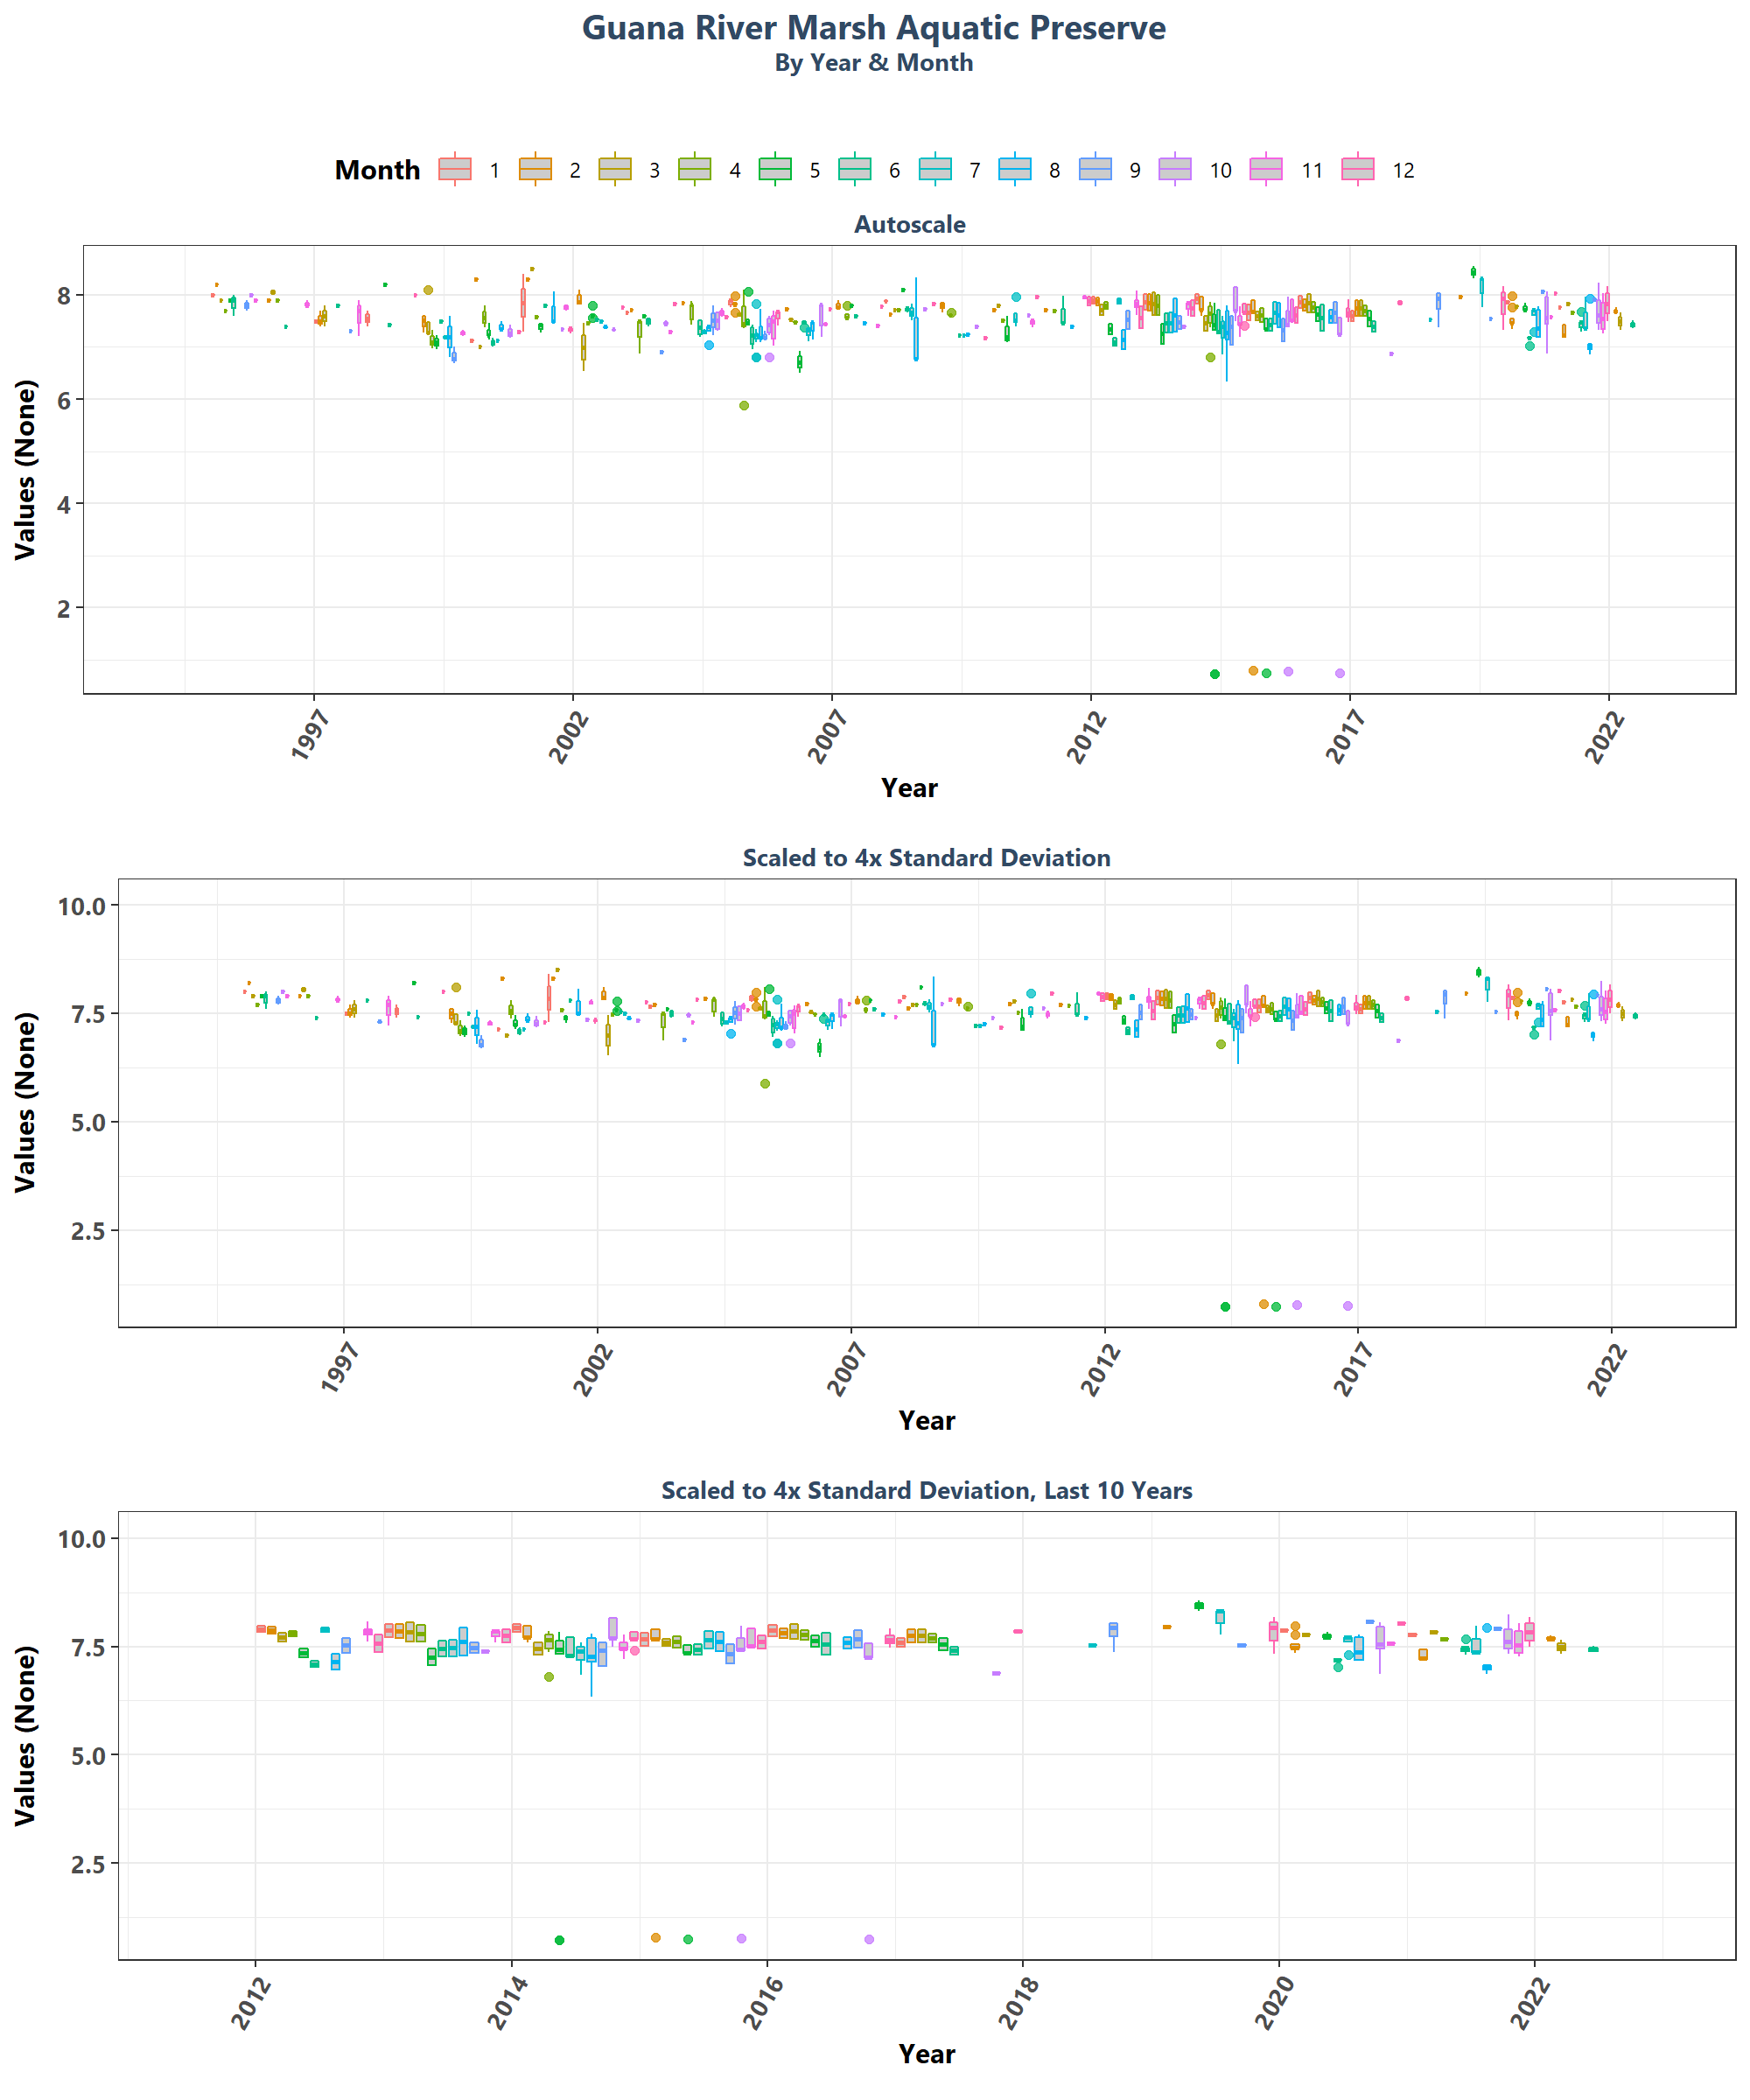 Guana River Marsh Aquatic Preserve
By Year & Month
Month 1 2 3 4 5 6 7 8 9 10 11 12
Autoscale
Values (None)
8
6
4
2
1997 2002 2007 2012 2017 2022
Year
Scaled to 4x Standard Deviation
Values (None)
10.0
7.5
5.0
2.5
1997 2002 2007 2012 2017 2022
Year
Scaled to 4x Standard Deviation, Last 10 Years
Values (None)
10.0
7.5
5.0
2.5
2012 2014 2016 2018 2020 2022
Year